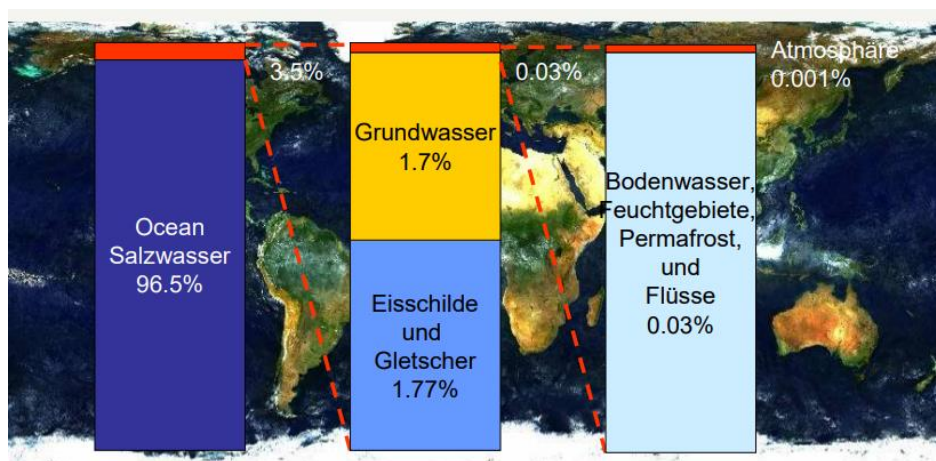 Ocean
Salzwasser
96.5%
3.5%
Grundwasser
1.7%
Eisschilde
und
Gletscher
1.77%
0.03%
Bodenwasser,
Feuchtgebiete,
Permafrost,
und
Flüsse
0.03%
Atmosphäre
0.001%